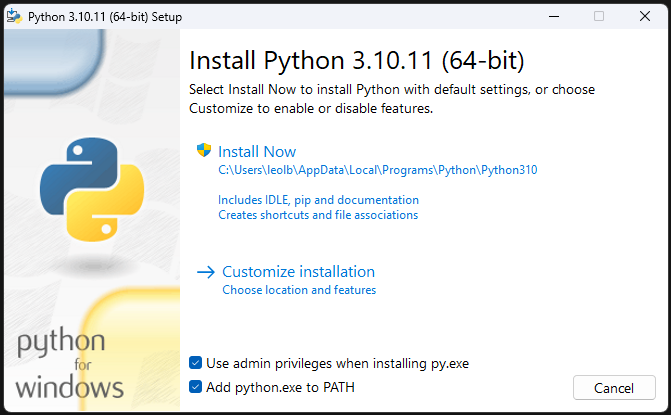 Python 3.10.11 (64-bit) Setup
Install Python 3.10.11 (64-bit)
Select Install Now to install Python with default settings, or choose
Customize to enable or disable features.
Install Now
C:\Users\leolb\AppData\Local\Programs\Python\Python310
Includes IDLE, pip and documentation
Creates shortcuts and file associations
Customize installation
Choose location and features
python
for
windows
Use admin privileges when installing py.exe
Add python.exe to PATH
Cancel